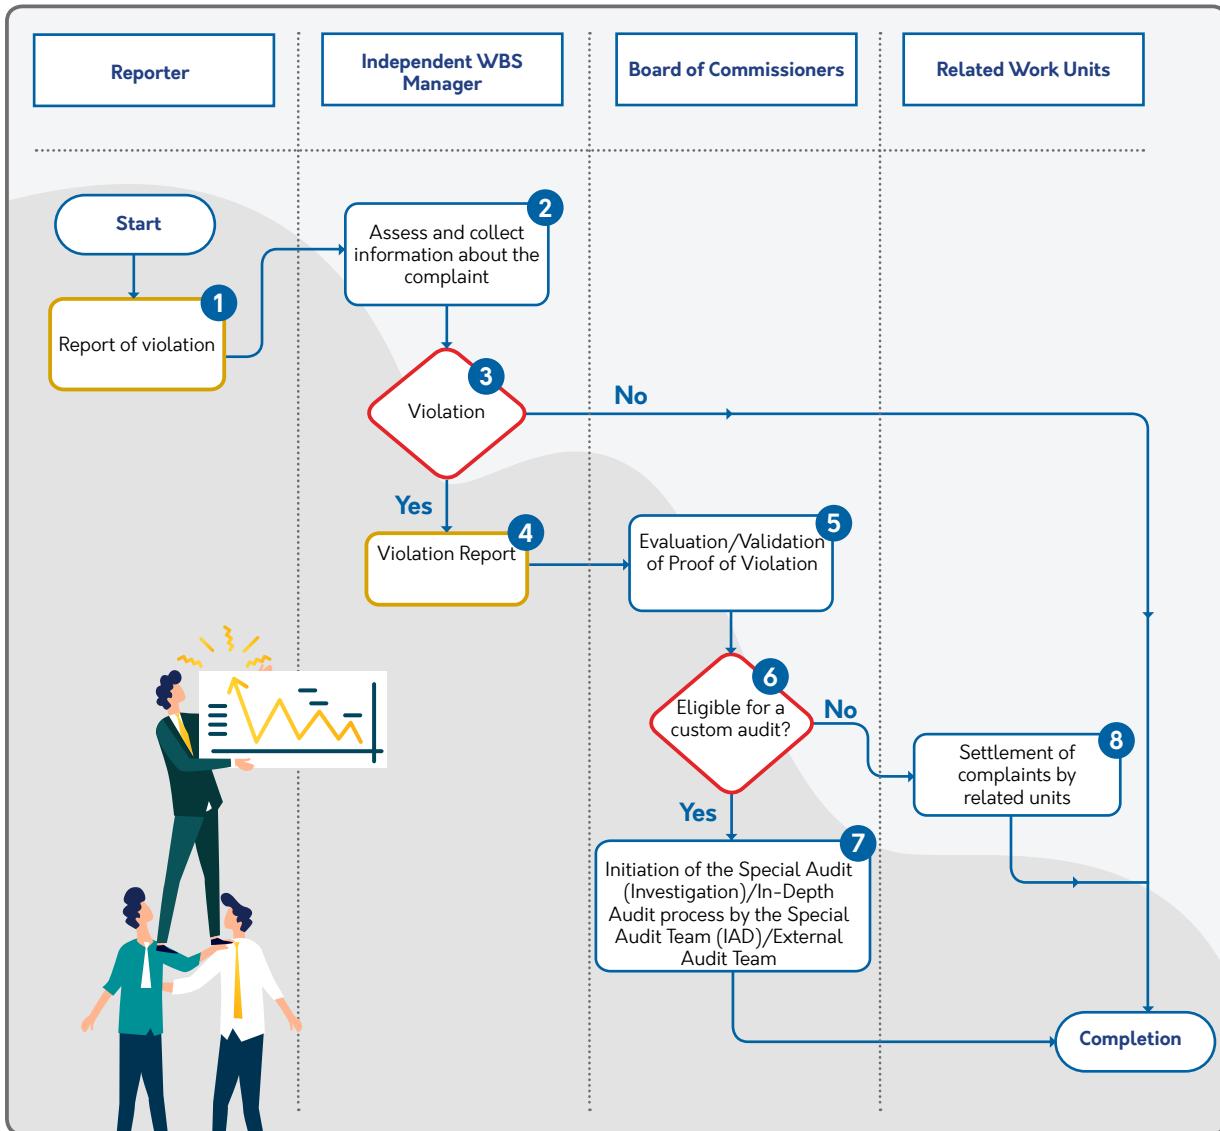 Reporter
Independent WBS
Manager
Board of Commissioners
Related Work Units
Start
1
Report of violation
2
Assess and collect
information about the
complaint
3
Violation
No
Yes
4
Violation Report
5
Evaluation/Validation
of Proof of Violation
6
Eligible for a
custom audit?
No
Yes
8
Settlement of
complaints by
related units
7
Initiation of the Special Audit
(Investigation)/In-Depth
Audit process by the Special
Audit Team (IAD)/External
Audit Team
Completion